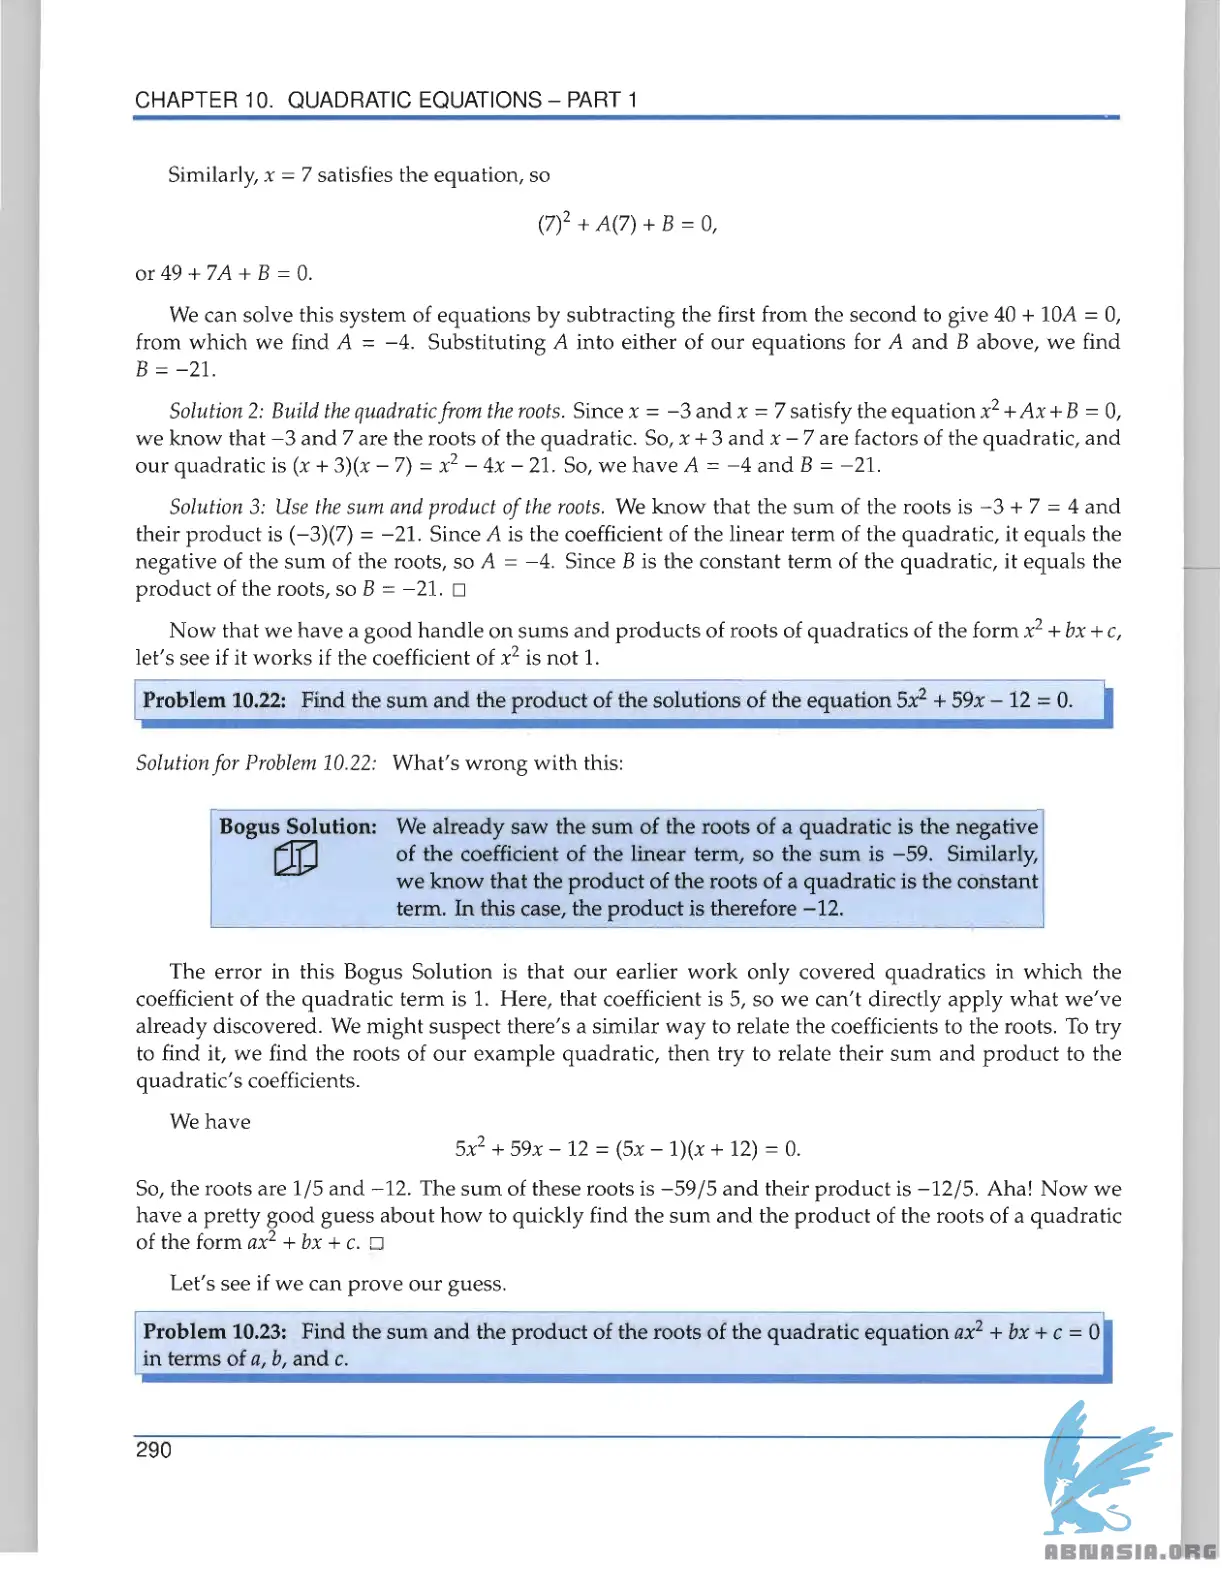 CHAPTER 10. QUADRATIC EQUATIONS – PART 1
Similarly, x = 7 satisfies the equation, so
(7)² + A(7) + B = 0,
or 49 + 7A + B = 0.
We can solve this system of equations by subtracting the first from the second to give 40 + 10A = 0,
from which we find A = −4. Substituting A into either of our equations for A and B above, we find
B = −21.
Solution 2: Build the quadratic from the roots. Since x = −3 and x = 7 satisfy the equation x² + Ax + B = 0,
we know that −3 and 7 are the roots of the quadratic. So, x + 3 and x − 7 are factors of the quadratic, and
our quadratic is (x + 3)(x − 7) = x² − 4x − 21. So, we have A = −4 and B = −21.
Solution 3: Use the sum and product of the roots. We know that the sum of the roots is −3 + 7 = 4 and
their product is (−3)(7) = −21. Since A is the coefficient of the linear term of the quadratic, it equals the
negative of the sum of the roots, so A = −4. Since B is the constant term of the quadratic, it equals the
product of the roots, so B = −21. □
Now that we have a good handle on sums and products of roots of quadratics of the form x² + bx + c,
let's see if it works if the coefficient of x² is not 1.
Problem 10.22: Find the sum and the product of the solutions of the equation 5x² + 59x − 12 = 0.
Solution for Problem 10.22: What's wrong with this:
Bogus Solution: We already saw the sum of the roots of a quadratic is the negative
of the coefficient of the linear term, so the sum is −59. Similarly,
we know that the product of the roots of a quadratic is the constant
term. In this case, the product is therefore −12.
The error in this Bogus Solution is that our earlier work only covered quadratics in which the
coefficient of the quadratic term is 1. Here, that coefficient is 5, so we can't directly apply what we've
already discovered. We might suspect there's a similar way to relate the coefficients to the roots. To try
to find it, we find the roots of our example quadratic, then try to relate their sum and product to the
quadratic's coefficients.
We have
5x² + 59x − 12 = (5x − 1)(x + 12) = 0.
So, the roots are 1/5 and −12. The sum of these roots is −59/5 and their product is −12/5. Aha! Now we
have a pretty good guess about how to quickly find the sum and the product of the roots of a quadratic
of the form ax² + bx + c. □
Let's see if we can prove our guess.
Problem 10.23: Find the sum and the product of the roots of the quadratic equation ax² + bx + c = 0
in terms of a, b, and c.
290
ABNASIA.ORG